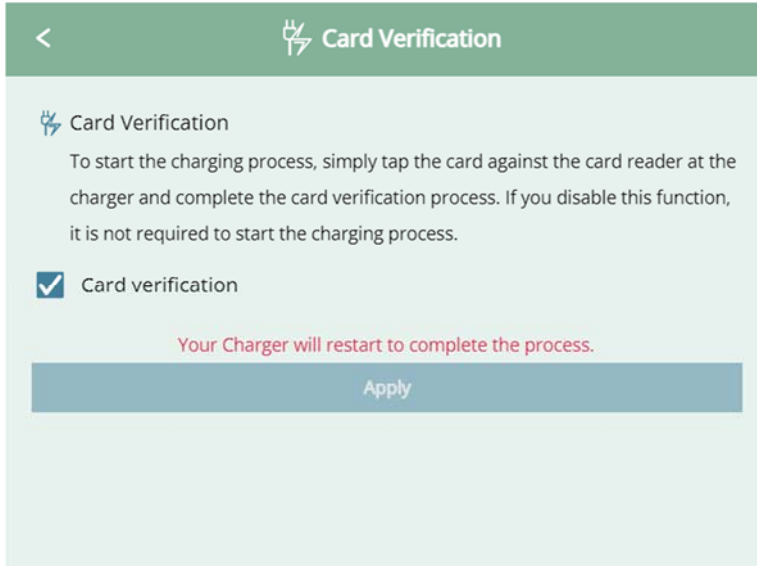 Card Verification
Card Verification
To start the charging process, simply tap the card against the card reader at the
charger and complete the card verification process. If you disable this function,
it is not required to start the charging process.
Card verification
Your Charger will restart to complete the process.
Apply